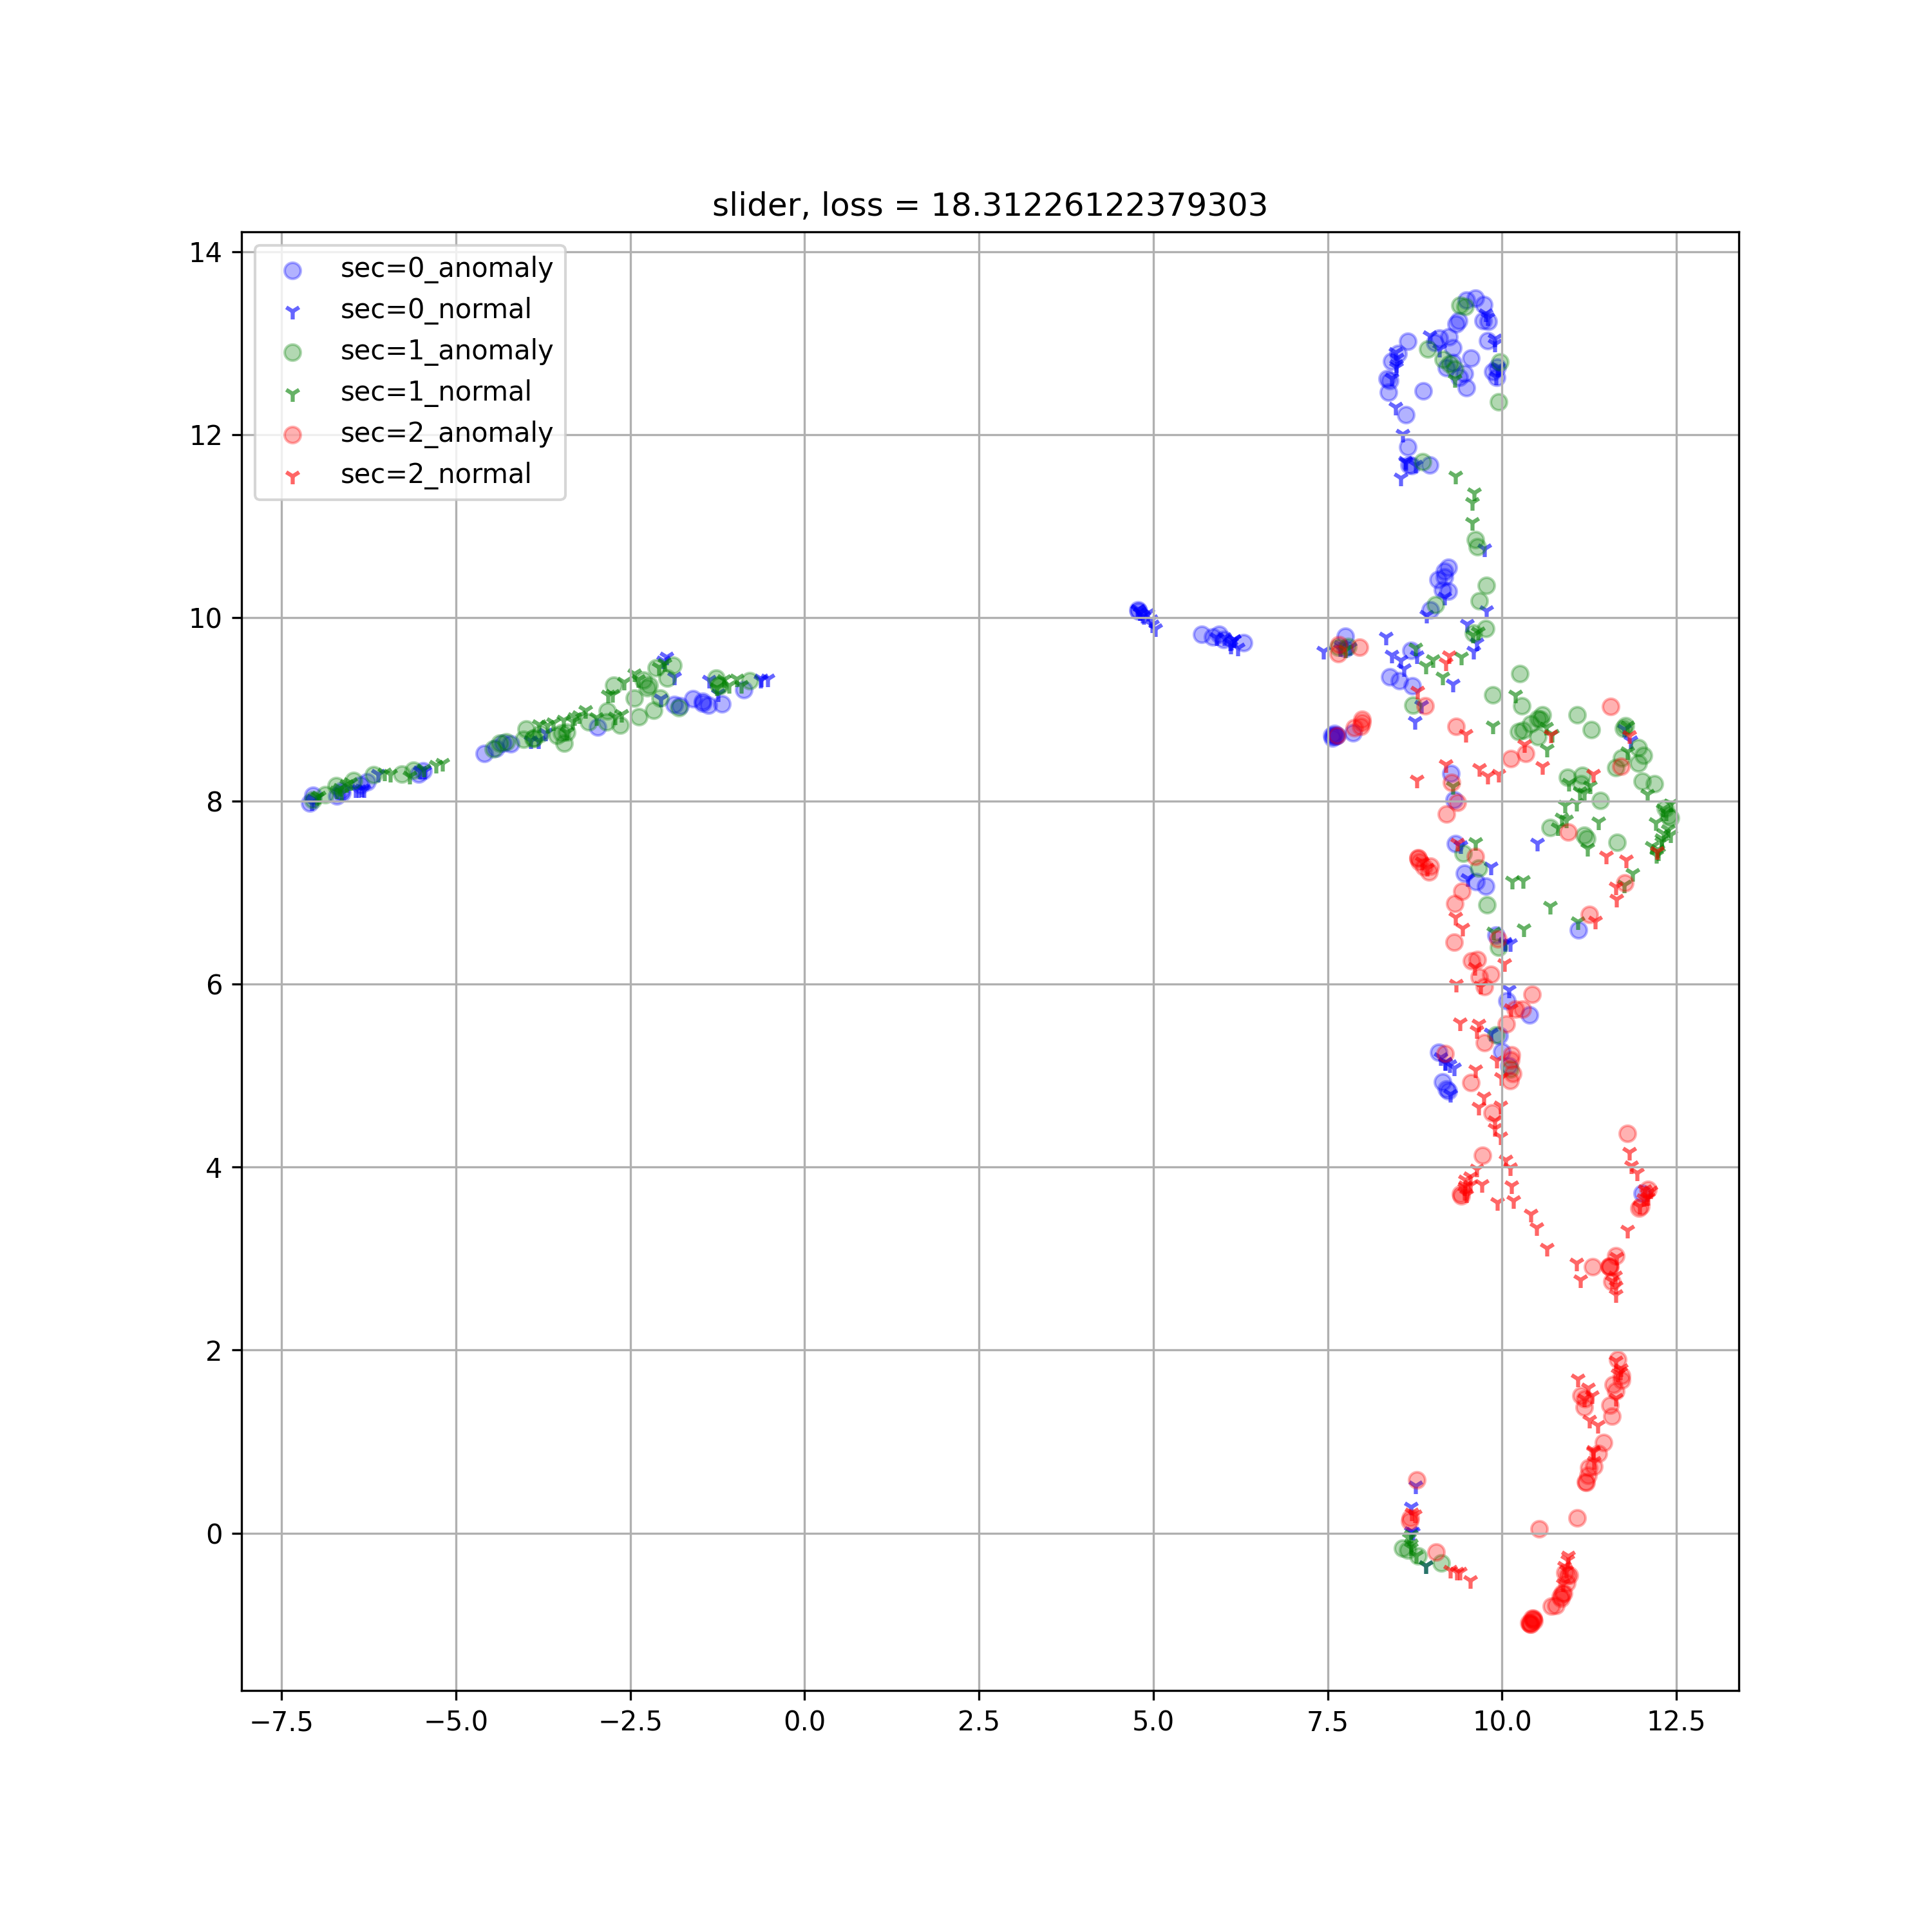 slider, loss = 18.31226122379303
14
12
10
8
6
4
2
0
sec=0_anomaly
sec=0_normal
sec=1_anomaly
sec=1_normal
sec=2_anomaly
sec=2_normal
−7.5 −5.0 −2.5 0.0 2.5 5.0 7.5 10.0 12.5